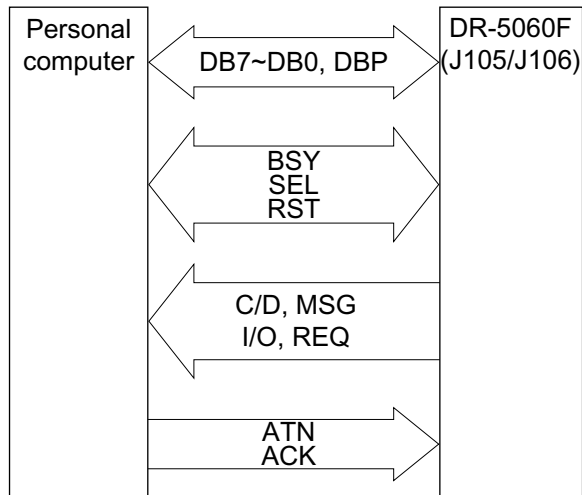 Personal
computer
DR-5060F
(J105/J106)
DB7~DB0, DBP
BSY
SEL
RST
C/D, MSG
I/O, REQ
ATN
ACK